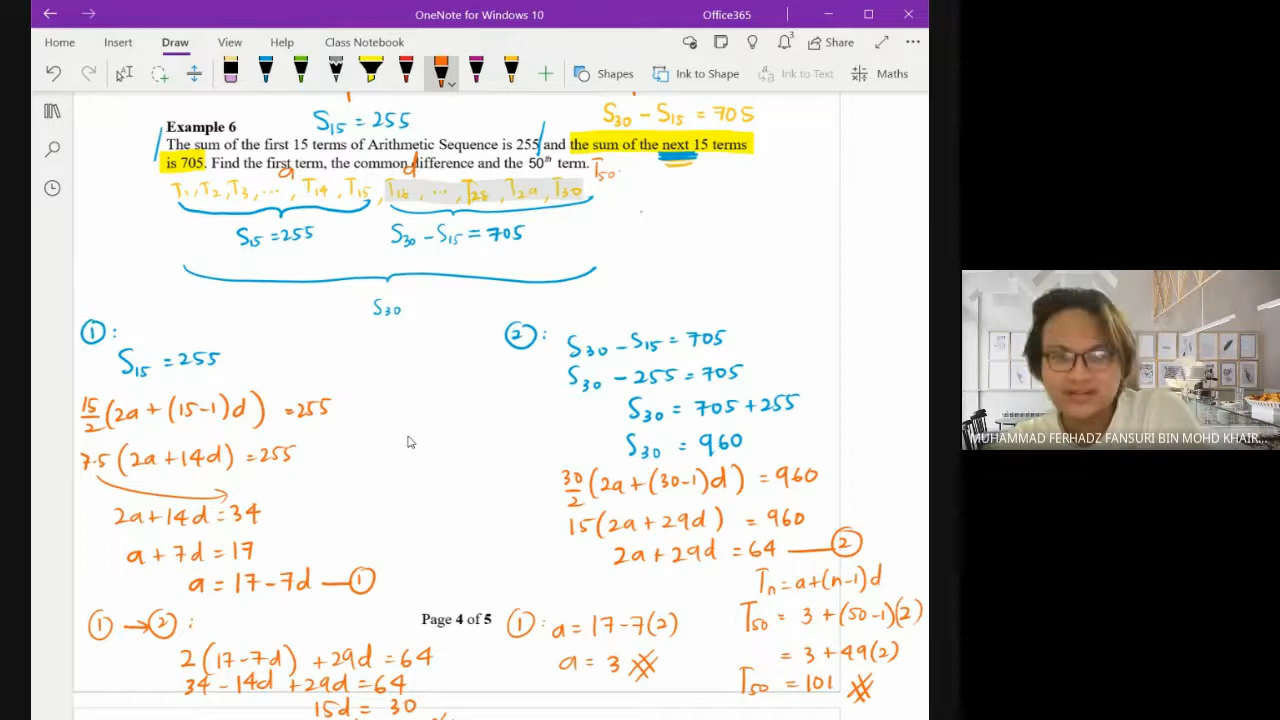 OneNote for Windows 10
Office365
Home Insert Draw View Help Class Notebook
Share
Shapes Ink to Shape Ink to Text Maths
S15 = 255
S30 - S15 = 705
Example 6
The sum of the first 15 terms of Arithmetic Sequence is 255 and the sum of the next 15 terms
is 705. Find the first term, the common difference and the 50th term.
a d T50.
T1, T2, T3, ... , T14, T15, T16, ... , T28, T29, T30
S15 = 255
S30 - S15 = 705
S30
① :
S15 = 255
15/2 (2a + (15-1)d) = 255
7.5 (2a + 14d) = 255
2a + 14d = 34
a + 7d = 17
a = 17 - 7d — ①
① → ② :
2(17 - 7d) + 29d = 64
34 - 14d + 29d = 64
15d = 30
② :
S30 - S15 = 705
S30 - 255 = 705
S30 = 705 + 255
S30 = 960
30/2 (2a + (30-1)d) = 960
15(2a + 29d) = 960
2a + 29d = 64 — ②
① : a = 17 - 7(2)
a = 3
Tn = a + (n-1)d
T50 = 3 + (50-1)(2)
= 3 + 49(2)
T50 = 101
Page 4 of 5
MUHAMMAD FERHADZ FANSURI BIN MOHD KHAIR...